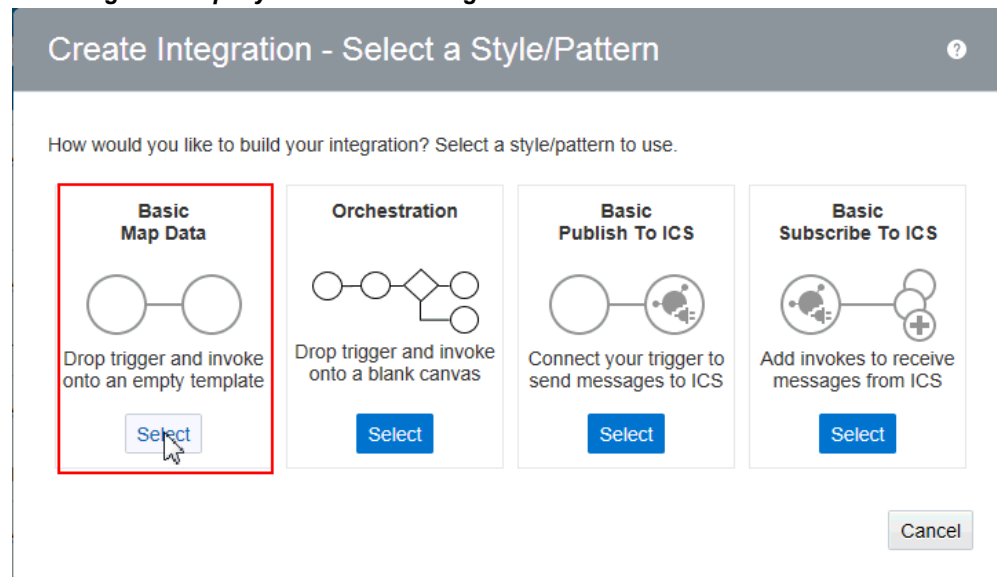 Create Integration - Select a Style/Pattern
?
How would you like to build your integration? Select a style/pattern to use.
Basic
Map Data
Drop trigger and invoke
onto an empty template
Select
Orchestration
Drop trigger and invoke
onto a blank canvas
Select
Basic
Publish To ICS
Connect your trigger to
send messages to ICS
Select
Basic
Subscribe To ICS
Add invokes to receive
messages from ICS
Select
Cancel